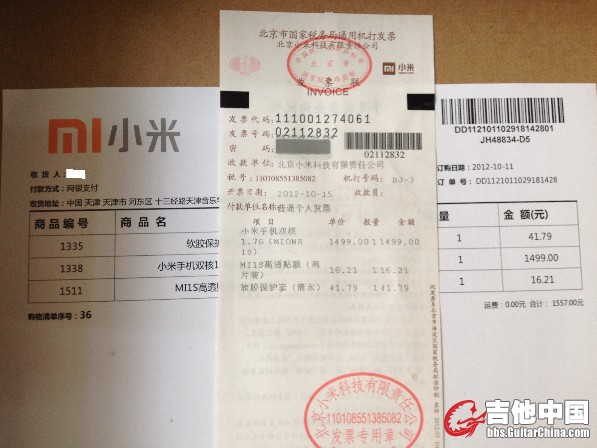 北京市国家税务局通用机打发票
北京小米科技有限责任公司
发票联
INVOICE
小米
发票代码:111001274061
发票号码:02112832
密 码:
02112832
收款单位:北京小米科技有限责任公司
税 号:110108551385082 机打号码: BJ-3
开票日期:2012-10-15 收款员:
付款单位名称:普通个人发票
项 目 单价 数量 金额
小米手机双核
1.7G(MIONE 1S) 1499.00 1 1499.00
MI1S高透贴膜(两片装) 16.21 1 16.21
软胶保护套(清水) 41.79 1 41.79
北京小米科技有限责任公司
110108551385082
发票专用章
MI小米
收 货 人:
付款方式:网银支付
收货地址:中国 天津 天津市 河东区 十三经路天津音乐学
商品编号 商品名
1335 软胶保护
1338 小米手机双核1
1511 MI1S高透
购物清单序号:36
DD112101102918142801
JH48834-D5
订购日期:2012-10-11
订 单 号:DD1121011029181428
量 金 额(元)
1 41.79
1 1499.00
1 16.21
运费:0.00元 合计:1557.00元
吉他中国
bbs.GuitarChina.com